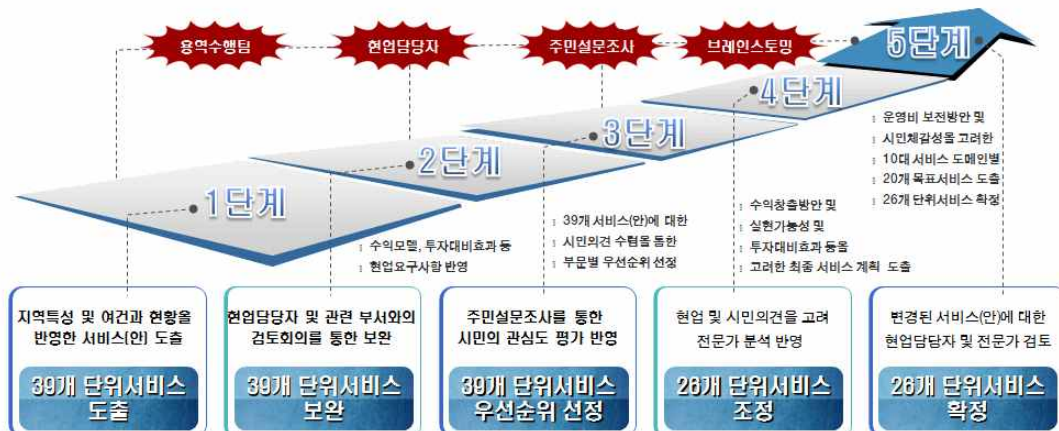 용역수행팀
현업담당자
주민설문조사
브레인스토밍
5단계
4단계
3단계
2단계
1단계
: 수익모델, 투자대비효과 등
: 현업요구사항 반영
: 39개 서비스(안)에 대한
: 시민의견 수렴을 통한
: 부문별 우선순위 선정
: 수익창출방안 및
: 실현가능성 및
: 투자대비효과 등을
: 고려한 최종 서비스 계획 도출
: 운영비 보전방안 및
: 시민체감성을 고려한
: 10대 서비스 도메인별
: 20개 목표서비스 도출
: 26개 단위서비스 확정
지역특성 및 여건과 현황을
반영한 서비스(안) 도출
39개 단위서비스
도출
현업담당자 및 관련 부서와의
검토회의를 통한 보완
39개 단위서비스
보완
주민설문조사를 통한
시민의 관심도 평가 반영
39개 단위서비스
우선순위 선정
현업 및 시민의견을 고려
전문가 분석 반영
26개 단위서비스
조정
변경된 서비스(안)에 대한
현업담당자 및 전문가 검토
26개 단위서비스
확정